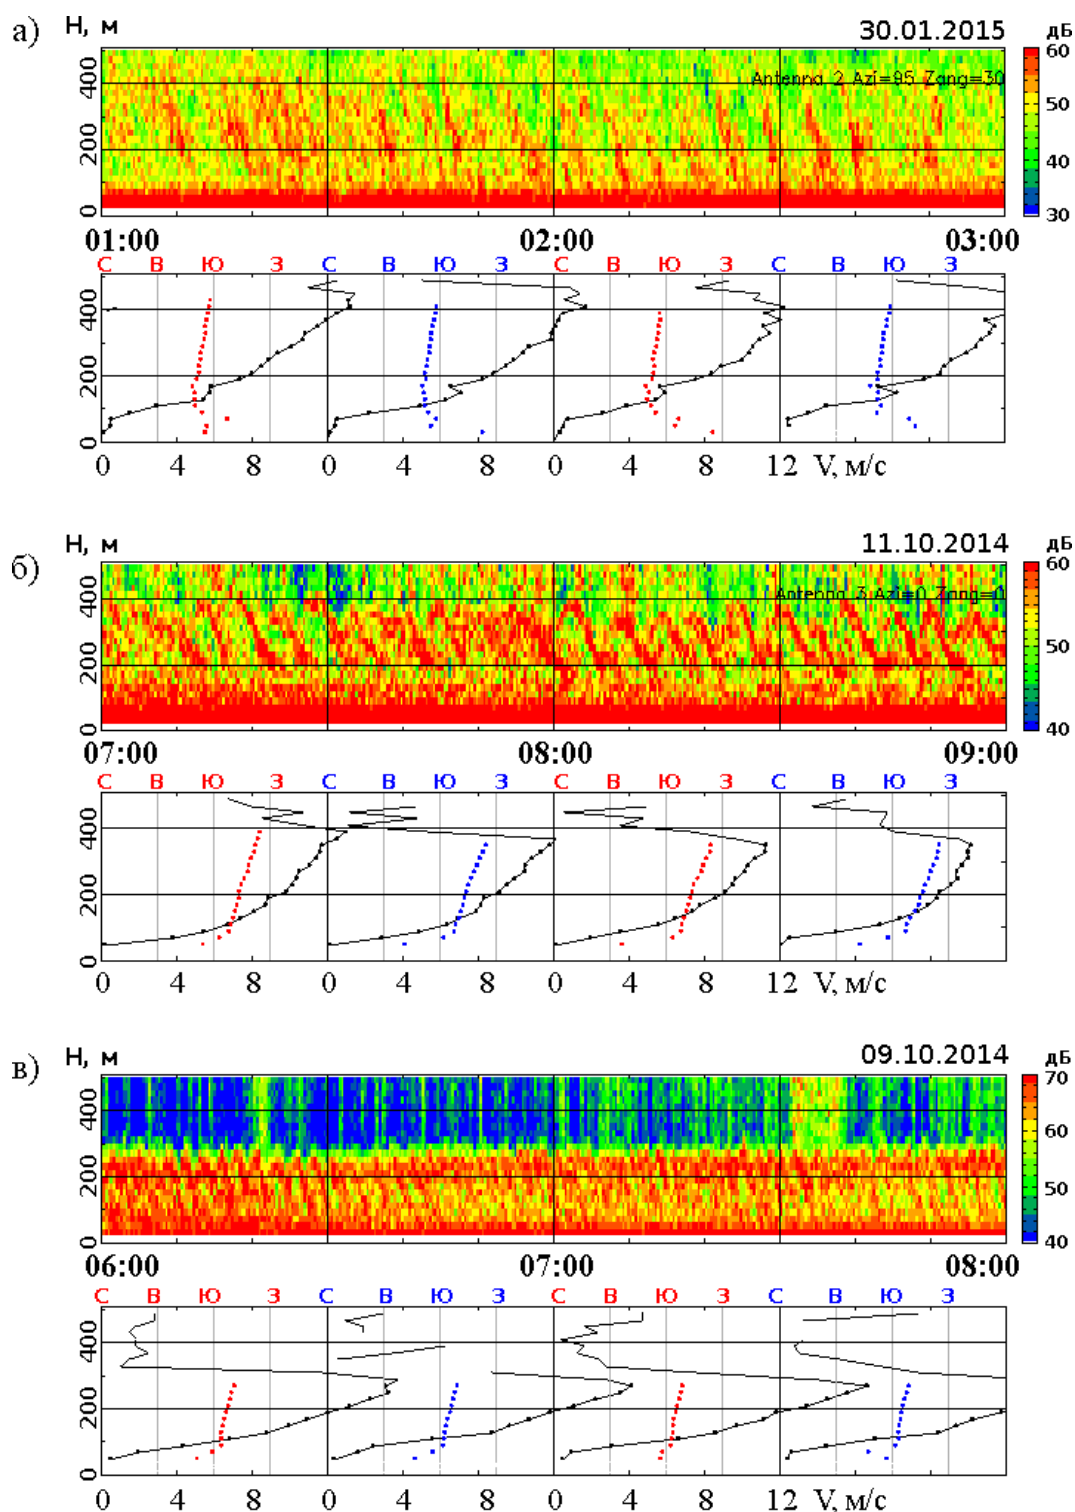 а) Н, м 30.01.2015 дБ
60
400
Antenna 2 Azi=95 Zang=30
50
200
40
0
30
01:00 02:00 03:00
С В Ю З С В Ю З С В Ю З С В Ю З
400
200
0
0 4 8 0 4 8 0 4 8 12 V, м/с
б) Н, м 11.10.2014 дБ
60
400
Antenna 3 Azi=0 Zang=0
50
200
0
40
07:00 08:00 09:00
С В Ю З С В Ю З С В Ю З С В Ю З
400
200
0
0 4 8 0 4 8 0 4 8 12 V, м/с
в) Н, м 09.10.2014 дБ
70
400
60
200
50
0
40
06:00 07:00 08:00
С В Ю З С В Ю З С В Ю З С В Ю З
400
200
0
0 4 8 0 4 8 0 4 8 12 V, м/с